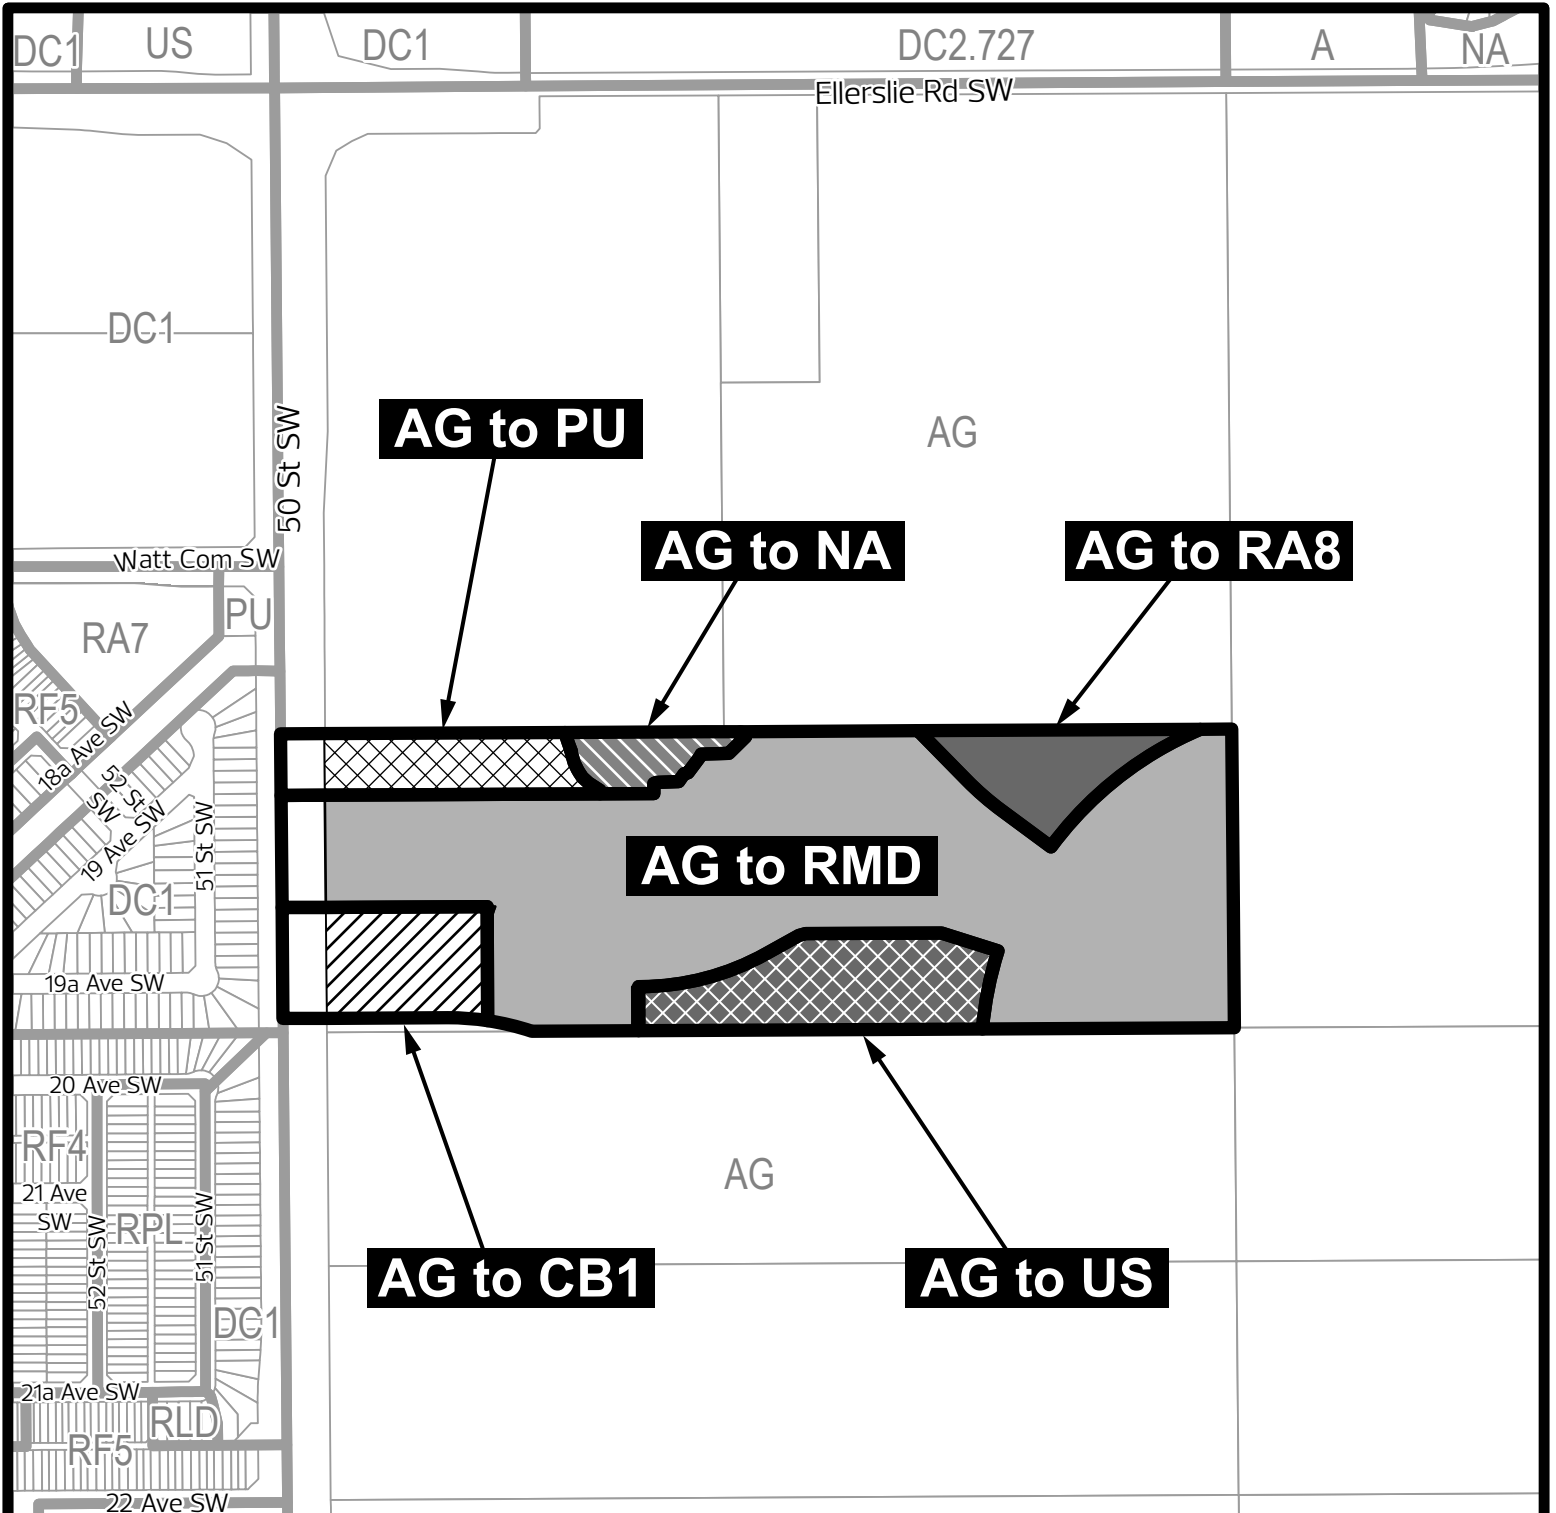 DC1
US
DC1
DC2.727
A
NA
Ellerslie Rd SW
DC1
50 St SW
AG to PU
AG
AG to NA
AG to RA8
Watt Com SW
PU
RA7
RF5
18a Ave SW
52 St
SW
19 Ave SW
51 St SW
DC1
AG to RMD
19a Ave SW
20 Ave SW
RF4
AG
21 Ave
SW
52 St SW
RPL
51 St SW
AG to CB1
AG to US
DC1
21a Ave SW
RLD
RF5
22 Ave SW